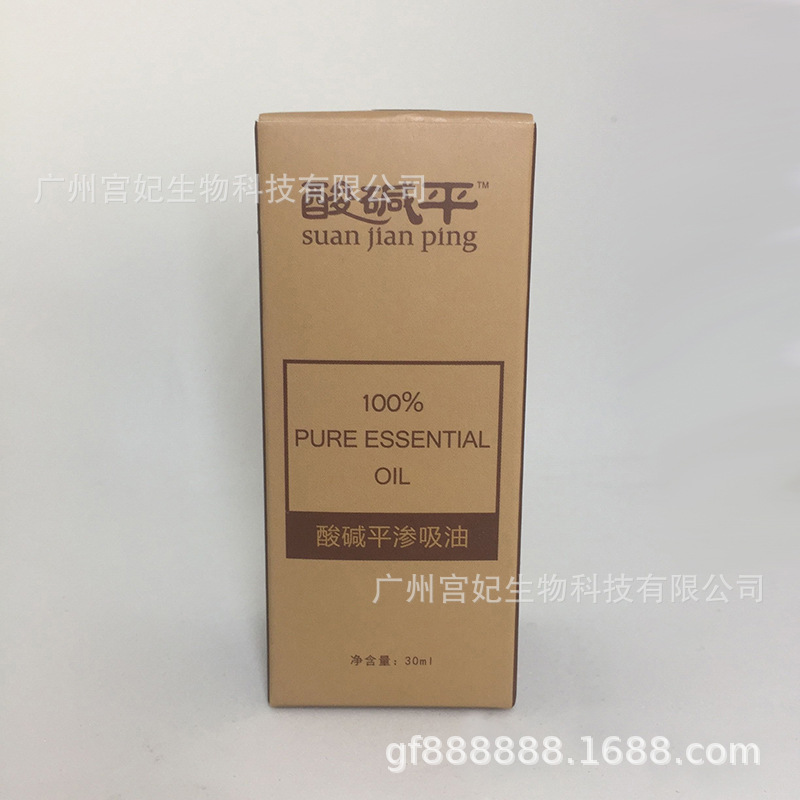 广州宫妃生物科技有限公司
酸碱平™
suan jian ping
100%
PURE ESSENTIAL
OIL
酸碱平渗吸油
广州宫妃生物科技有限公司
净含量：30ml
gf888888.1688.com